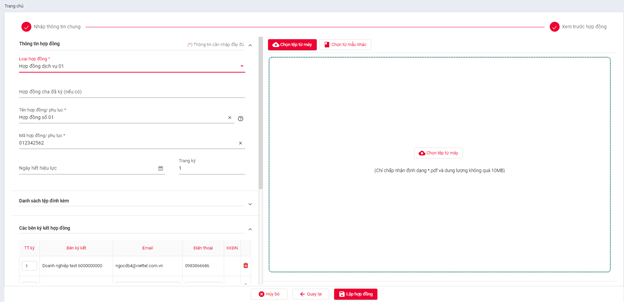 Trang chủ
Nhập thông tin chung
Xem trước hợp đồng
Thông tin hợp đồng
(*) Thông tin cần nhập đầy đủ
Loại hợp đồng *
Hợp đồng dịch vụ 01
Hợp đồng cha đã ký (nếu có)
Tên hợp đồng/ phụ lục *
Hợp đồng số 01
Mã hợp đồng/ phụ lục *
012342562
Ngày hết hiệu lực
Trang ký
1
Danh sách tệp đính kèm
Các bên ký kết hợp đồng
TT ký
Bên ký kết
Email
Điện thoại
YKĐN
1
Doanh nghiệp test 6000000000
ngocdb4@viettel.com.vn
0983866686
Chọn tệp từ máy
Chọn từ mẫu khác
Chọn tệp từ máy
(Chỉ chấp nhận định dạng *.pdf và dung lượng không quá 10MB)
Hủy bỏ
Quay lại
Lập hợp đồng